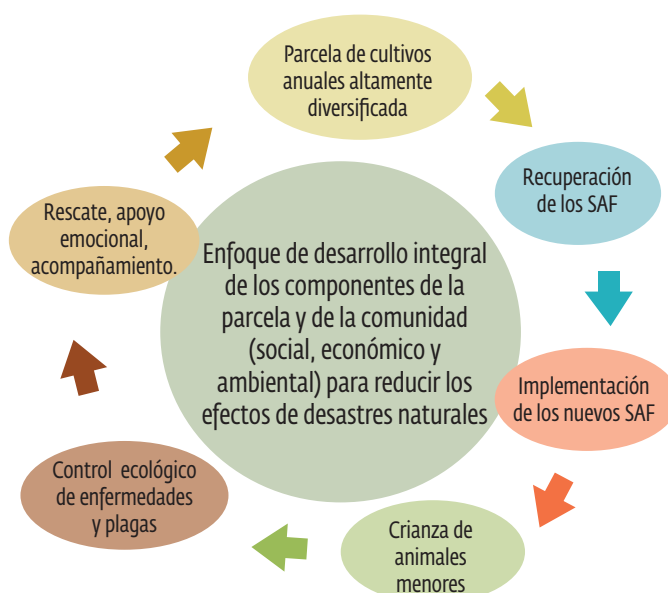 Parcela de cultivos
anuales altamente
diversificada
Recuperación
de los SAF
Implementación
de los nuevos SAF
Crianza de
animales
menores
Control ecológico
de enfermedades
y plagas
Rescate, apoyo
emocional,
acompañamiento.
Enfoque de desarrollo integral
de los componentes de la
parcela y de la comunidad
(social, económico y
ambiental) para reducir los
efectos de desastres naturales